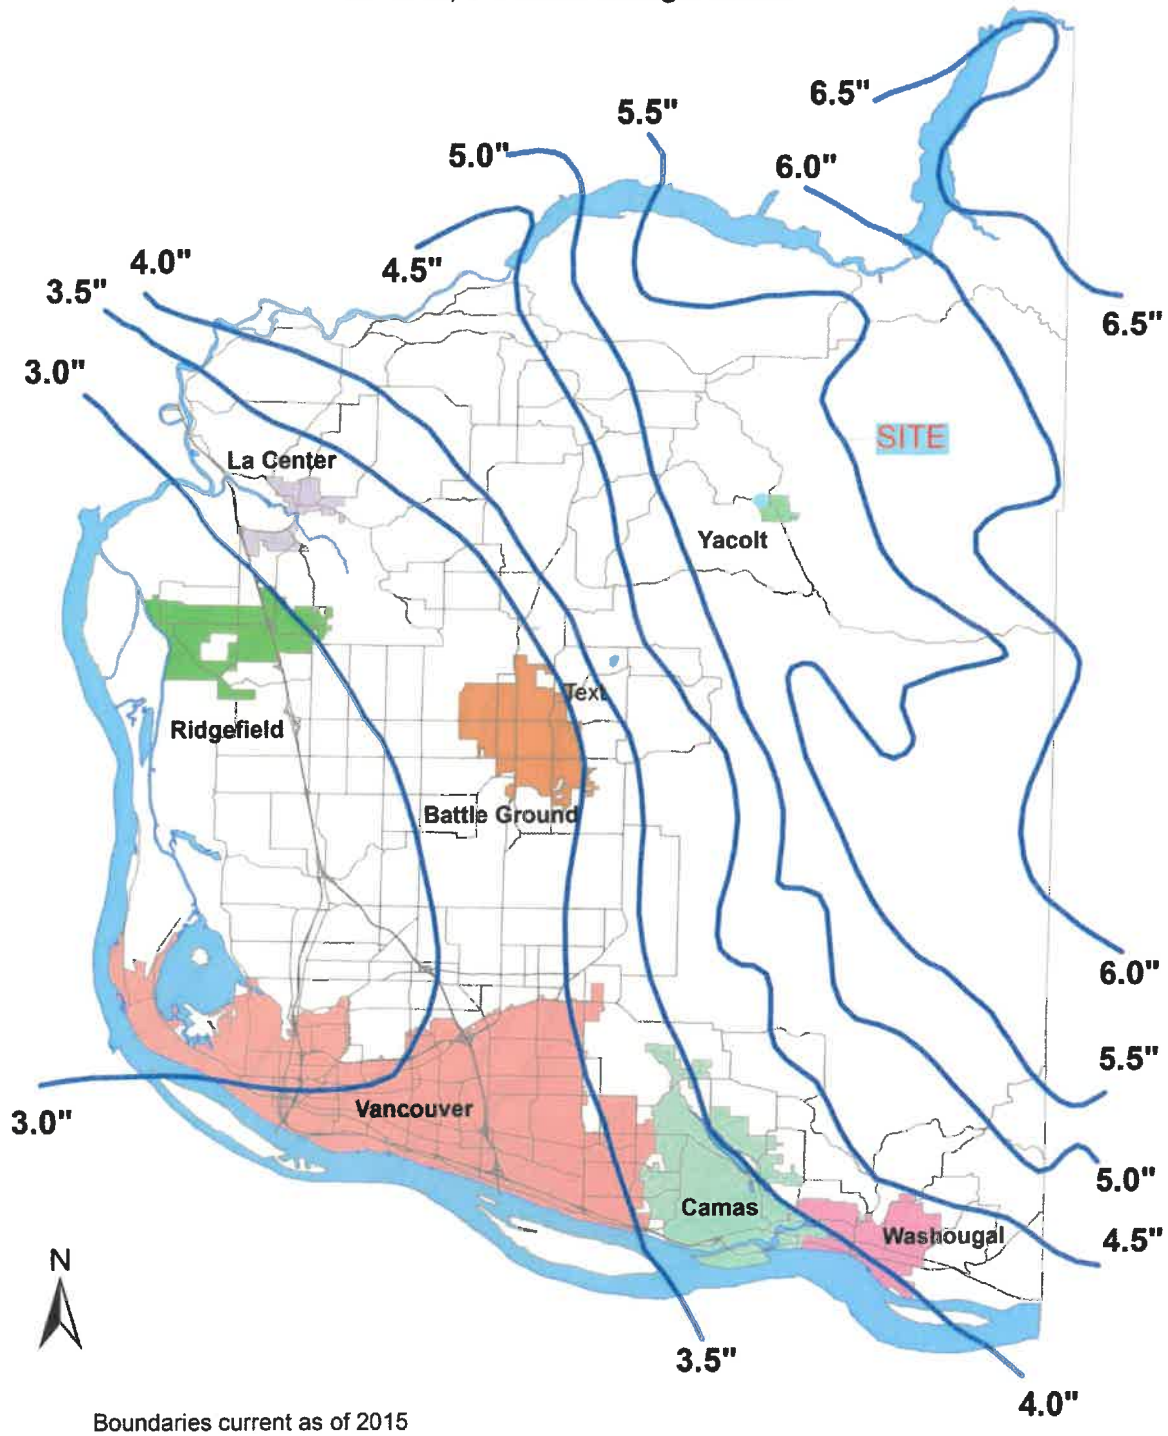 6.5"
5.5"
5.0"
6.0"
4.0"
4.5"
3.5"
6.5"
3.0"
SITE
La Center
Yacolt
Text
Ridgefield
Battle Ground
6.0"
5.5"
3.0"
Vancouver
5.0"
Camas
Washougal
4.5"
N
3.5"
4.0"
Boundaries current as of 2015